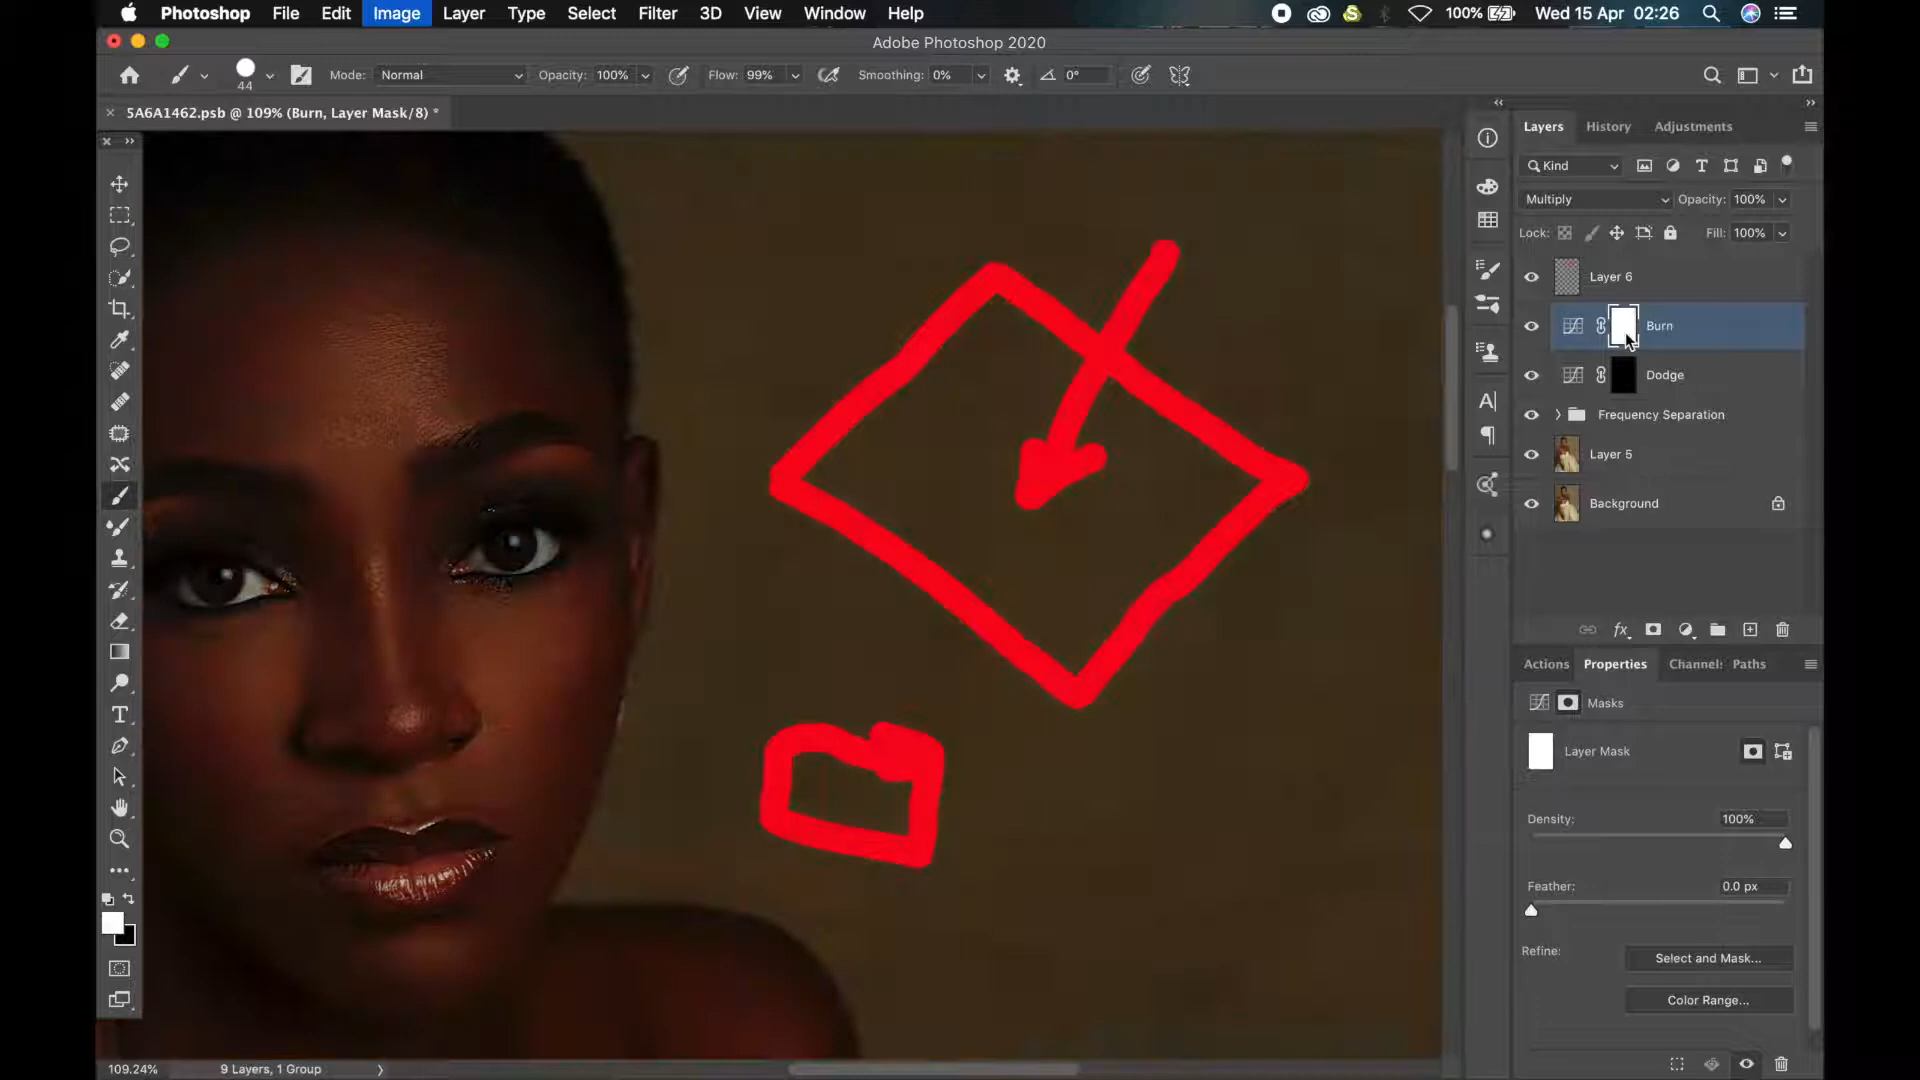 Photoshop File Edit Image Layer Type Select Filter 3D View Window Help 100% Wed 15 Apr 02:26
Adobe Photoshop 2020
44 Mode: Normal Opacity: 100% Flow: 99% Smoothing: 0% 0°
5A6A1462.psb @ 109% (Burn, Layer Mask/8) *
Layers History Adjustments
Kind
Multiply Opacity: 100%
Lock: Fill: 100%
Layer 6
Burn
Dodge
Frequency Separation
Layer 5
Background
Actions Properties Channel: Paths
Masks
Layer Mask
Density: 100%
Feather: 0.0 px
Refine: Select and Mask...
Color Range...
109.24% 9 Layers, 1 Group